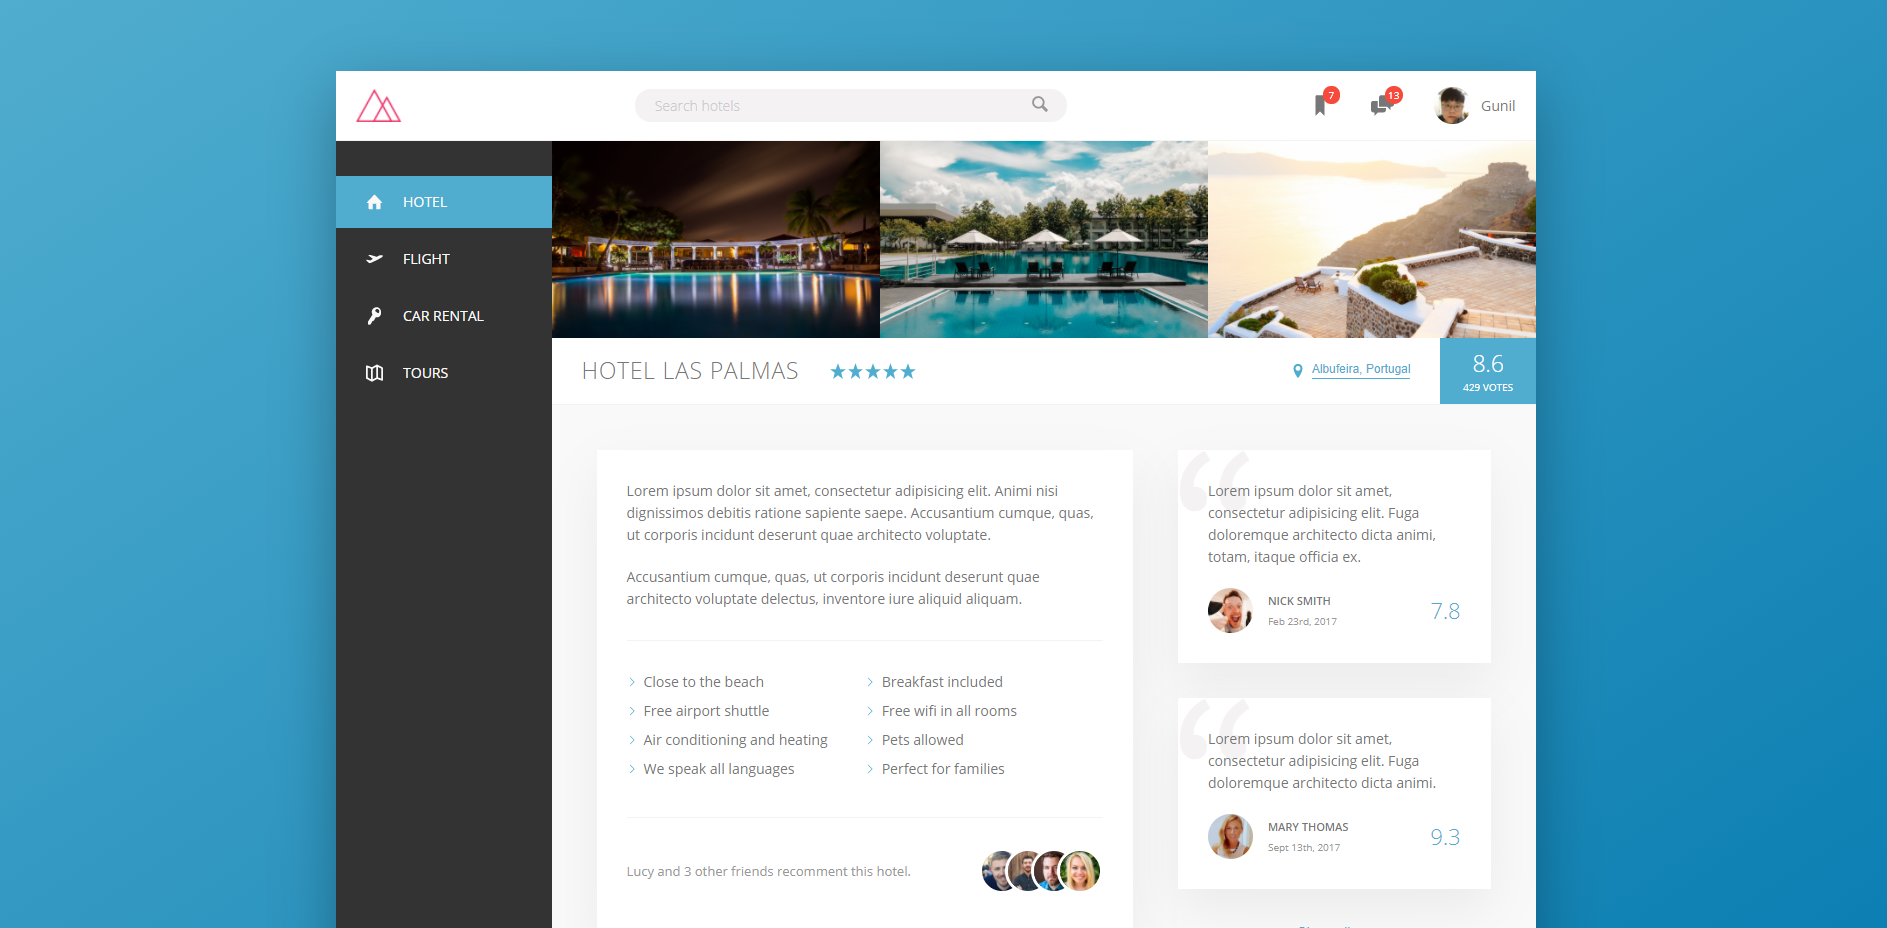 Search hotels
7
13
Gunil
HOTEL
FLIGHT
CAR RENTAL
TOURS
HOTEL LAS PALMAS
Albufeira, Portugal
8.6
429 VOTES
Lorem ipsum dolor sit amet, consectetur adipisicing elit. Animi nisi
dignissimos debitis ratione sapiente saepe. Accusantium cumque, quas,
ut corporis incidunt deserunt quae architecto voluptate.
Accusantium cumque, quas, ut corporis incidunt deserunt quae
architecto voluptate delectus, inventore iure aliquid aliquam.
Close to the beach
Free airport shuttle
Air conditioning and heating
We speak all languages
Breakfast included
Free wifi in all rooms
Pets allowed
Perfect for families
Lucy and 3 other friends recomment this hotel.
“
Lorem ipsum dolor sit amet,
consectetur adipisicing elit. Fuga
doloremque architecto dicta animi,
totam, itaque officia ex.
NICK SMITH
Feb 23rd, 2017
7.8
“
Lorem ipsum dolor sit amet,
consectetur adipisicing elit. Fuga
doloremque architecto dicta animi.
MARY THOMAS
Sept 13th, 2017
9.3